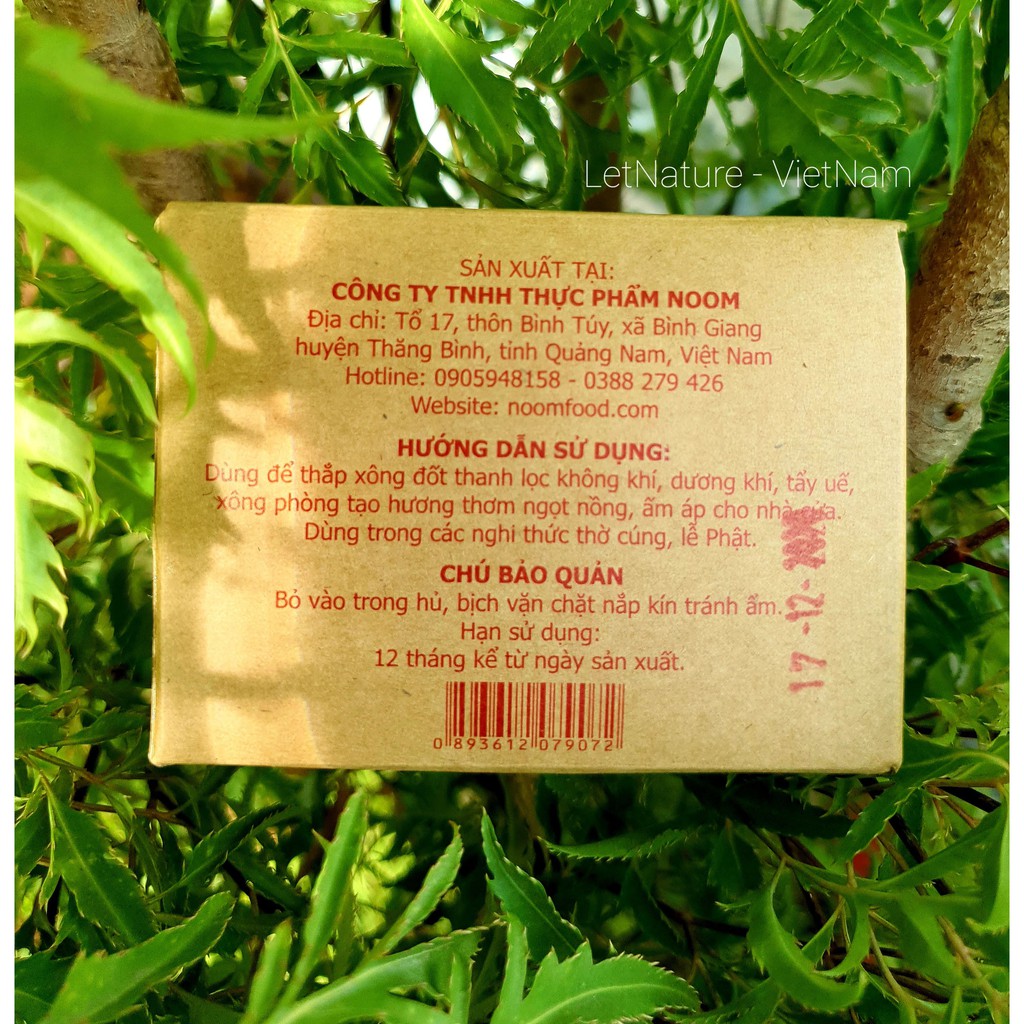 LetNature - VietNam
SẢN XUẤT TẠI:
CÔNG TY TNHH THỰC PHẨM NOOM
Địa chỉ: Tổ 17, thôn Bình Túy, xã Bình Giang
huyện Thăng Bình, tỉnh Quảng Nam, Việt Nam
Hotline: 0905948158 - 0388 279 426
Website: noomfood.com
HƯỚNG DẪN SỬ DỤNG:
Dùng để thắp xông đốt thanh lọc không khí, dương khí, tẩy uế,
xông phòng tạo hương thơm ngọt nồng, ấm áp cho nhà cửa.
Dùng trong các nghi thức thờ cúng, lễ Phật.
CHÚ BẢO QUẢN
Bỏ vào trong hủ, bịch vặn chặt nắp kín tránh ẩm.
Hạn sử dụng:
12 tháng kể từ ngày sản xuất.
17 -12-
0 893612 079072